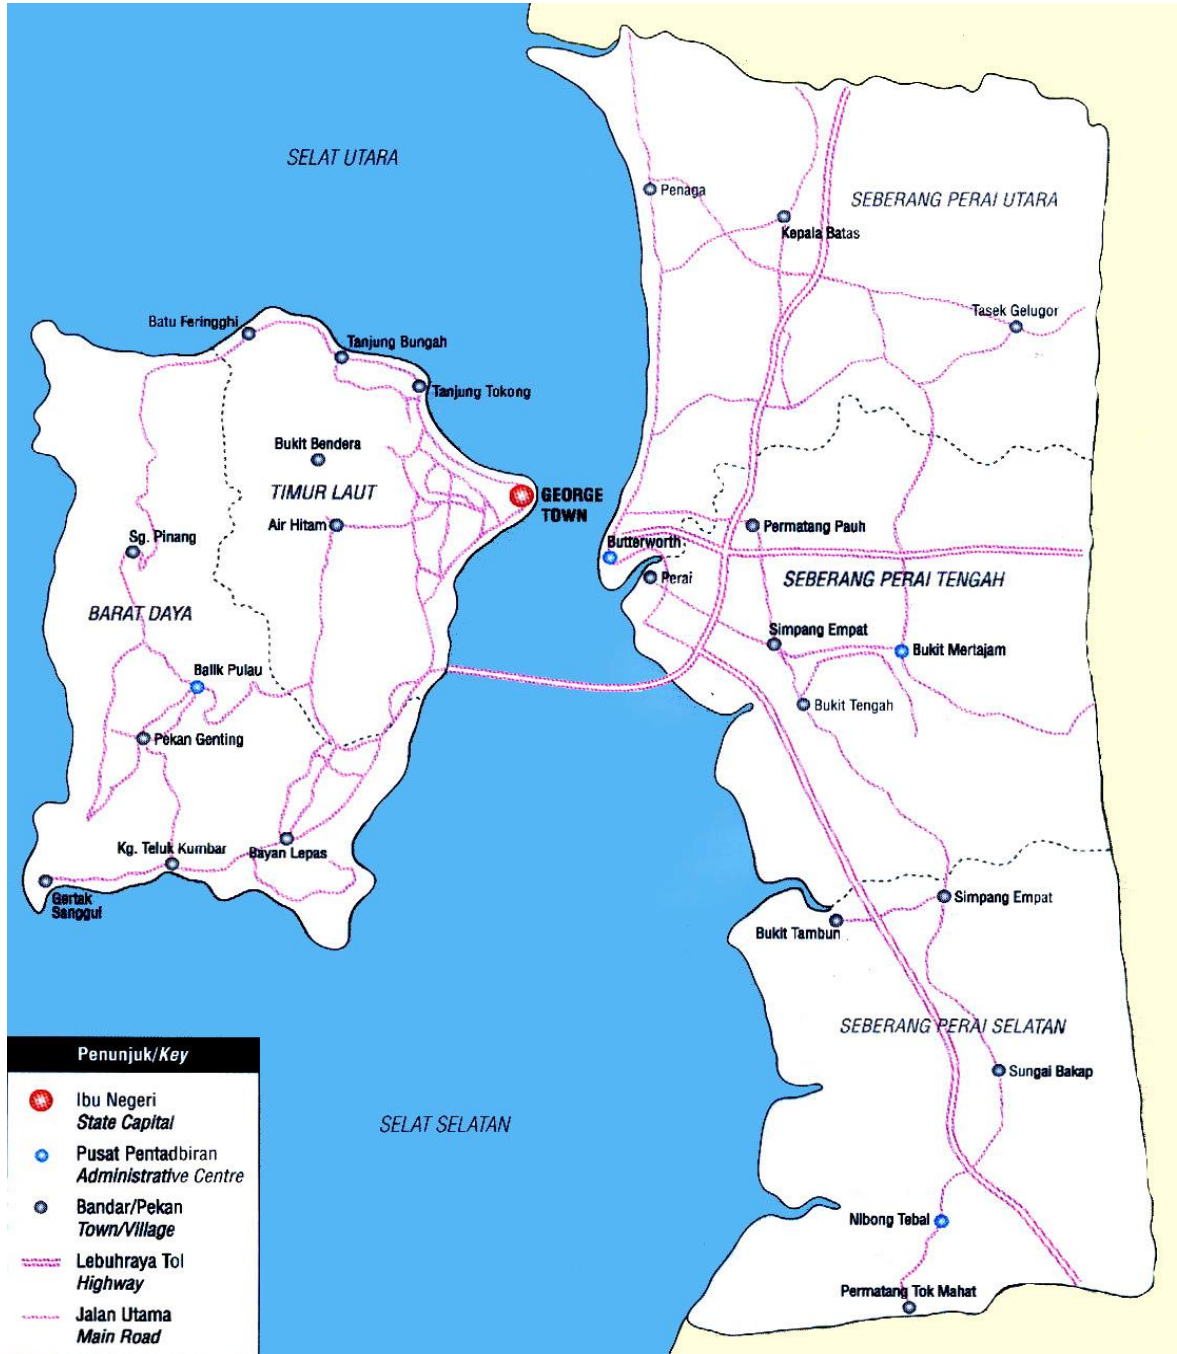 SELAT UTARA
Penaga
SEBERANG PERAI UTARA
Kepala Batas
Tasek Gelugor
Batu Feringghi
Tanjung Bungah
Tanjung Tokong
Bukit Bendera
TIMUR LAUT
GEORGE
TOWN
Air Hitam
Sg. Pinang
Permatang Pauh
Butterworth
Perai
SEBERANG PERAI TENGAH
BARAT DAYA
Simpang Empat
Bukit Mertajam
Balik Pulau
Bukit Tengah
Pekan Genting
Kg. Teluk Kumbar
Bayan Lepas
Gertak
Sanggul
Simpang Empat
Bukit Tambun
SEBERANG PERAI SELATAN
Sungai Bakap
SELAT SELATAN
Nibong Tebal
Permatang Tok Mahat
Penunjuk/Key
Ibu Negeri
State Capital
Pusat Pentadbiran
Administrative Centre
Bandar/Pekan
Town/Village
Lebuhraya Tol
Highway
Jalan Utama
Main Road